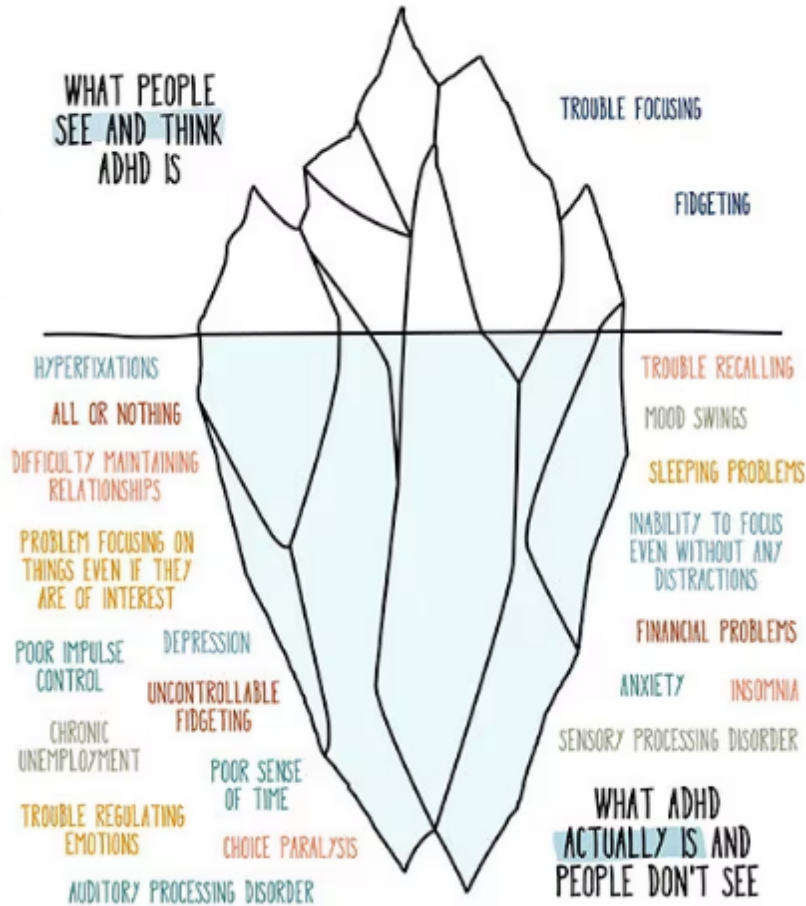 WHAT PEOPLE
SEE AND THINK
ADHD IS
TROUBLE FOCUSING
FIDGETING
HYPERFIXATIONS
ALL OR NOTHING
DIFFICULTY MAINTAINING
RELATIONSHIPS
PROBLEM FOCUSING ON
THINGS EVEN IF THEY
ARE OF INTEREST
POOR IMPULSE
CONTROL
DEPRESSION
UNCONTROLLABLE
FIDGETING
CHRONIC
UNEMPLOYMENT
POOR SENSE
OF TIME
TROUBLE REGULATING
EMOTIONS
CHOICE PARALYSIS
AUDITORY PROCESSING DISORDER
TROUBLE RECALLING
MOOD SWINGS
SLEEPING PROBLEMS
INABILITY TO FOCUS
EVEN WITHOUT ANY
DISTRACTIONS
FINANCIAL PROBLEMS
ANXIETY
INSOMNIA
SENSORY PROCESSING DISORDER
WHAT ADHD
ACTUALLY IS AND
PEOPLE DON'T SEE